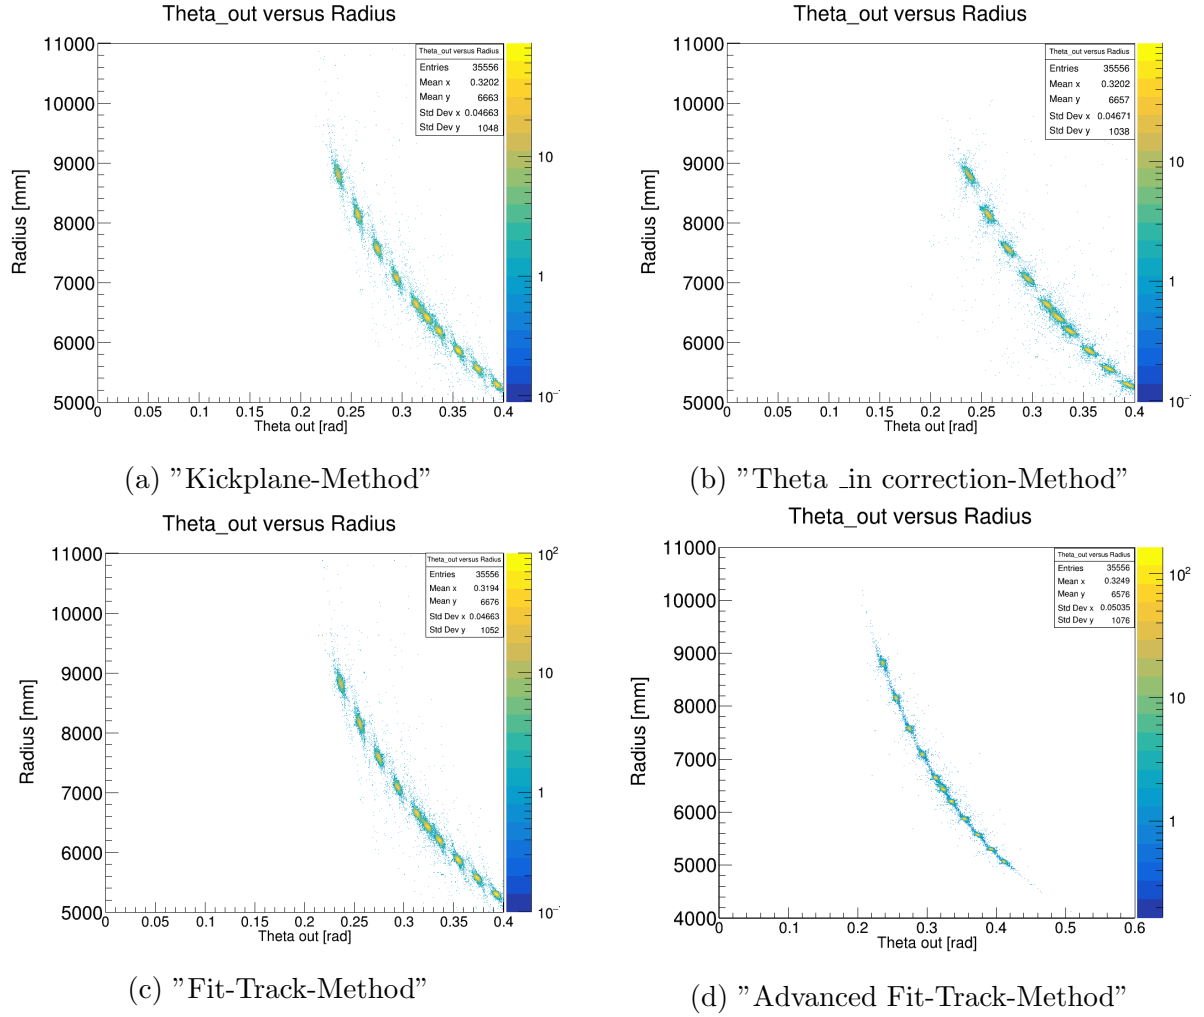 Theta_out versus Radius
Theta_out versus Radius
Entries 35556
Mean x 0.3202
Mean y 6663
Std Dev x 0.04663
Std Dev y 1048
11000
10000
9000
8000
7000
6000
5000
Radius [mm]
0 0.05 0.1 0.15 0.2 0.25 0.3 0.35 0.4
Theta out [rad]
10
1
(a) "Kickplane-Method"
Theta_out versus Radius
Theta_out versus Radius
Entries 35556
Mean x 0.3202
Mean y 6657
Std Dev x 0.04671
Std Dev y 1038
11000
10000
9000
8000
7000
6000
5000
Radius [mm]
0 0.05 0.1 0.15 0.2 0.25 0.3 0.35 0.4
Theta out [rad]
10
1
(b) "Theta _in correction-Method"
Theta_out versus Radius
Theta_out versus Radius
Entries 35556
Mean x 0.3194
Mean y 6676
Std Dev x 0.04663
Std Dev y 1052
11000
10000
9000
8000
7000
6000
5000
Radius [mm]
0 0.05 0.1 0.15 0.2 0.25 0.3 0.35 0.4
Theta out [rad]
10²
10
1
(c) "Fit-Track-Method"
Theta_out versus Radius
Theta_out versus Radius
Entries 35556
Mean x 0.3249
Mean y 6576
Std Dev x 0.05035
Std Dev y 1076
11000
10000
9000
8000
7000
6000
5000
4000
Radius [mm]
0 0.1 0.2 0.3 0.4 0.5 0.6
Theta out [rad]
10²
10
1
(d) "Advanced Fit-Track-Method"